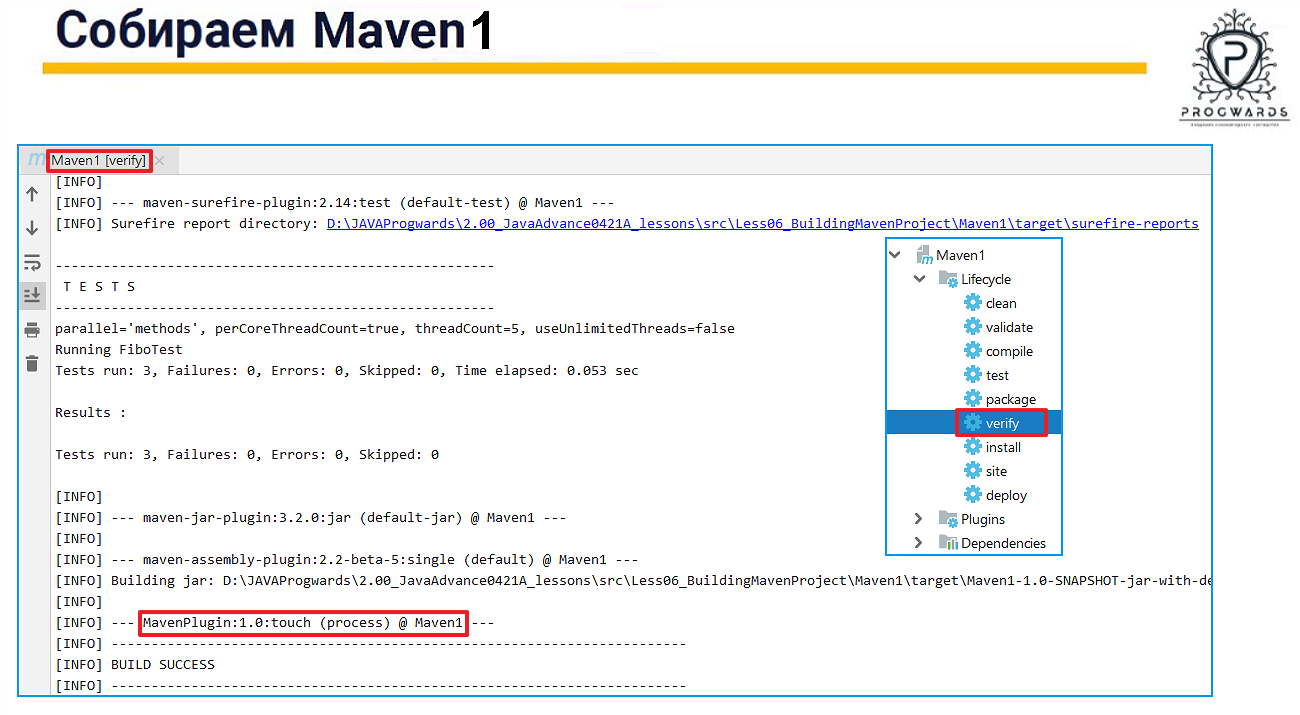 Собираем Maven1
PROGWARDS
Maven1 [verify]
[INFO]
[INFO] --- maven-surefire-plugin:2.14:test (default-test) @ Maven1 ---
[INFO] Surefire report directory: D:\JAVAProgwards\2.00_JavaAdvance0421A_lessons\src\Less06_BuildingMavenProject\Maven1\target\surefire-reports
-------------------------------------------------------
T E S T S
-------------------------------------------------------
parallel='methods', perCoreThreadCount=true, threadCount=5, useUnlimitedThreads=false
Running FiboTest
Tests run: 3, Failures: 0, Errors: 0, Skipped: 0, Time elapsed: 0.053 sec
Results :
Tests run: 3, Failures: 0, Errors: 0, Skipped: 0
[INFO]
[INFO] --- maven-jar-plugin:3.2.0:jar (default-jar) @ Maven1 ---
[INFO]
[INFO] --- maven-assembly-plugin:2.2-beta-5:single (default) @ Maven1 ---
[INFO] Building jar: D:\JAVAProgwards\2.00_JavaAdvance0421A_lessons\src\Less06_BuildingMavenProject\Maven1\target\Maven1-1.0-SNAPSHOT-jar-with-de
[INFO]
[INFO] --- MavenPlugin:1.0:touch (process) @ Maven1 ---
[INFO] ------------------------------------------------------------------------
[INFO] BUILD SUCCESS
[INFO] ------------------------------------------------------------------------
Maven1
Lifecycle
clean
validate
compile
test
package
verify
install
site
deploy
Plugins
Dependencies